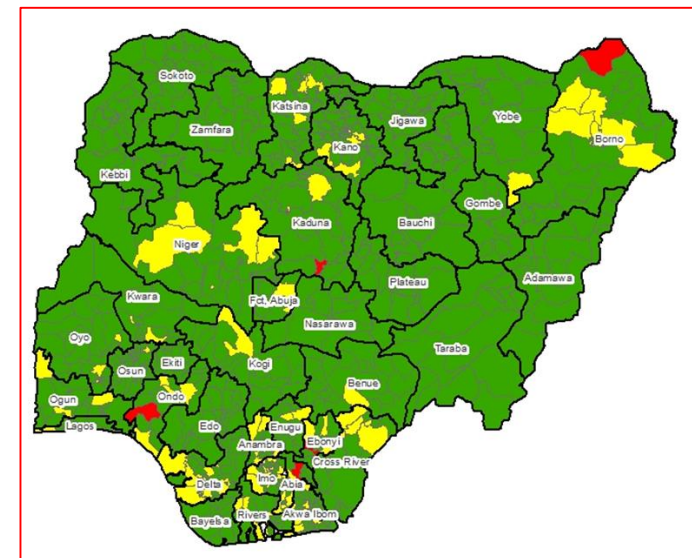 Sokoto
Katsina
Zamfara
Jigawa
Yobe
Kano
Borno
Kebbi
Gombe
Kaduna
Bauchi
Niger
Adamawa
Plateau
Kwara
Fct, Abuja
Nasarawa
Oyo
Taraba
Ekiti
Kogi
Osun
Benue
Ondo
Ogun
Lagos
Edo
Enugu
Anambra
Ebonyi
Cross River
Imo
Abia
Delta
Rivers
Akwa Ibom
Bayelsa